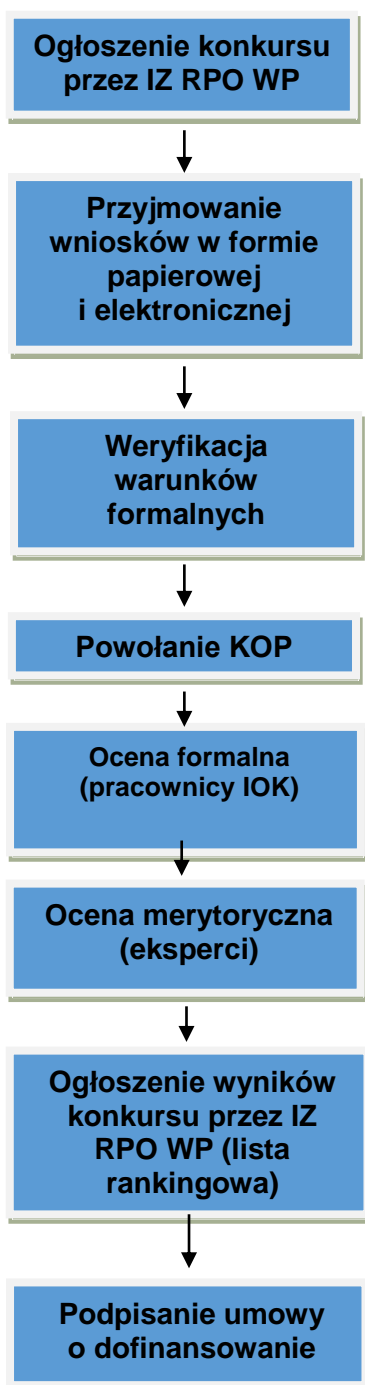 Ogłoszenie konkursu
przez IZ RPO WP
Przyjmowanie
wniosków w formie
papierowej
i elektronicznej
Weryfikacja
warunków
formalnych
Powołanie KOP
Ocena formalna
(pracownicy IOK)
Ocena merytoryczna
(eksperci)
Ogłoszenie wyników
konkursu przez IZ
RPO WP (lista
rankingowa)
Podpisanie umowy
o dofinansowanie